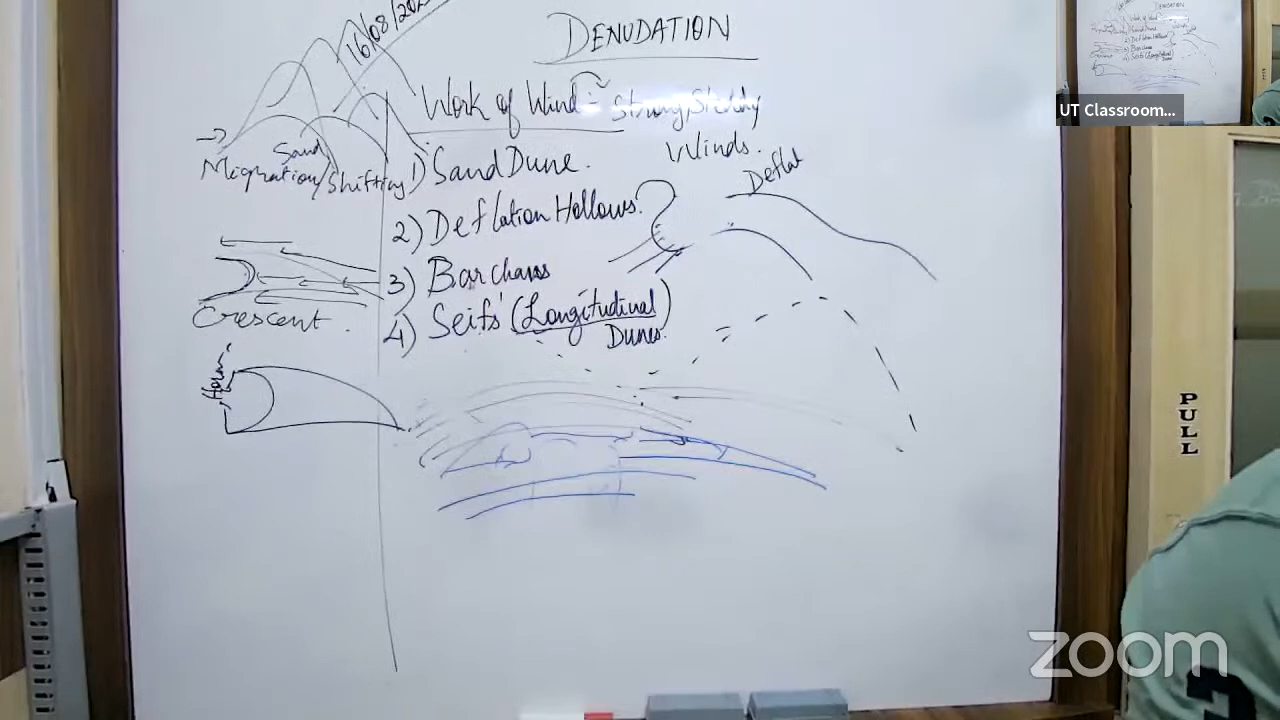 16/08/202
DENUDATION
Work of Wind :- Strong, Steady
Winds.
Sand
Migration/Shifting
1) Sand Dune.
Deflat
2) Deflation Hollows.
3) Barchans
Crescent.
4) Seifs (Longitudinal)
Dunes.
Horn
UT Classroom...
PULL
zoom